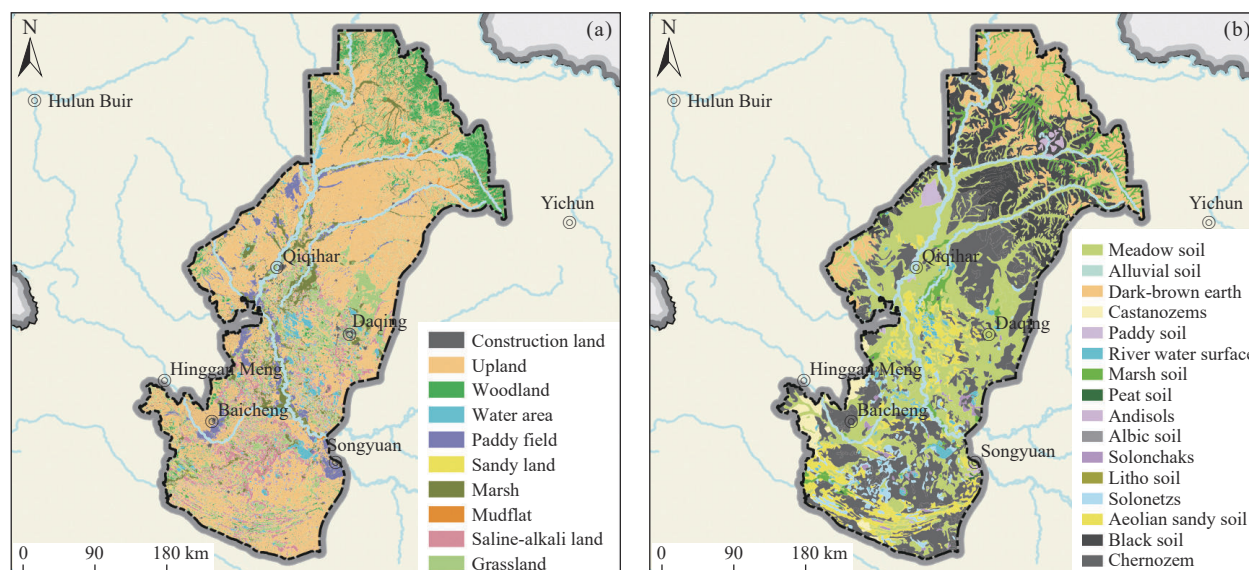 (a)
N
Hulun Buir
Yichun
Qiqihar
Daqing
Hinggan Meng
Baicheng
Songyuan
Construction land
Upland
Woodland
Water area
Paddy field
Sandy land
Marsh
Mudflat
Saline-alkali land
Grassland
0 90 180 km
(b)
N
Hulun Buir
Yichun
Qiqihar
Daqing
Hinggan Meng
Baicheng
Songyuan
Meadow soil
Alluvial soil
Dark-brown earth
Castanozems
Paddy soil
River water surface
Marsh soil
Peat soil
Andisols
Albic soil
Solonchaks
Litho soil
Solonetzs
Aeolian sandy soil
Black soil
Chernozem
0 90 180 km